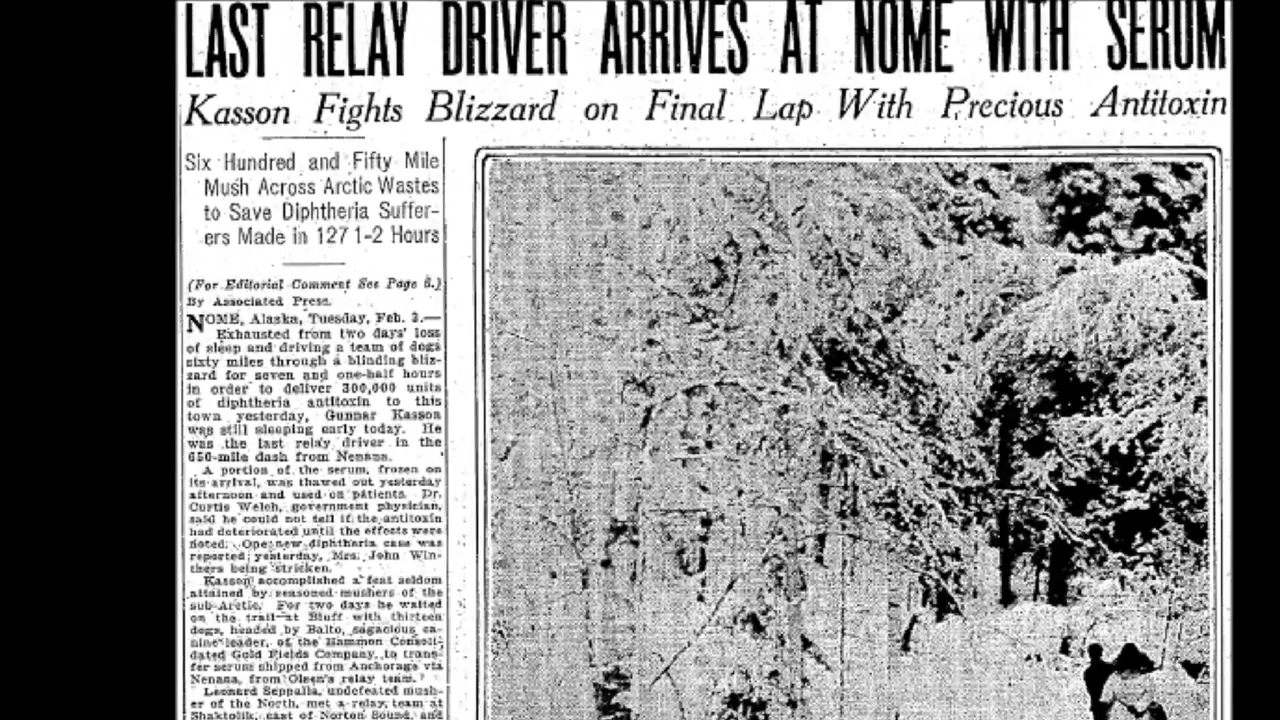 LAST RELAY DRIVER ARRIVES AT NOME WITH SERUM
Kasson Fights Blizzard on Final Lap With Precious Antitoxin
Six Hundred and Fifty Mile
Mush Across Arctic Wastes
to Save Diphtheria Suffer-
ers Made in 127 1-2 Hours
(For Editorial Comment See Page 6.)
By Associated Press.
NOME, Alaska, Tuesday, Feb. 3.—
Exhausted from two days' loss
of sleep and driving a team of dogs
sixty miles through a blinding bliz-
zard for seven and one-half hours
in order to deliver 300,000 units
of diphtheria antitoxin to this
town yesterday, Gunnar Kasson
was still sleeping early today. He
was the last relay driver in the
650-mile dash from Nenana.
A portion of the serum, frozen on
its arrival, was thawed out yesterday
afternoon and used on patients. Dr.
Curtis Welch, government physician,
said he could not tell if the antitoxin
had deteriorated until the effects were
noted. One new diphtheria case was
reported yesterday, Mrs. John Win-
thers being stricken.
Kasson accomplished a feat seldom
attained by seasoned mushers of the
sub-Arctic. For two days he waited
on the trail at Bluff with thirteen
dogs, headed by Balto, sagacious ca-
nine leader, of the Hammon Consoli-
dated Gold Fields Company, to trans-
fer serum shipped from Anchorage via
Nenana, from Olsen's relay team.
Leonard Seppalla, undefeated mush-
er of the North, met a relay team at
Shaktolik, east of Norton Sound, and